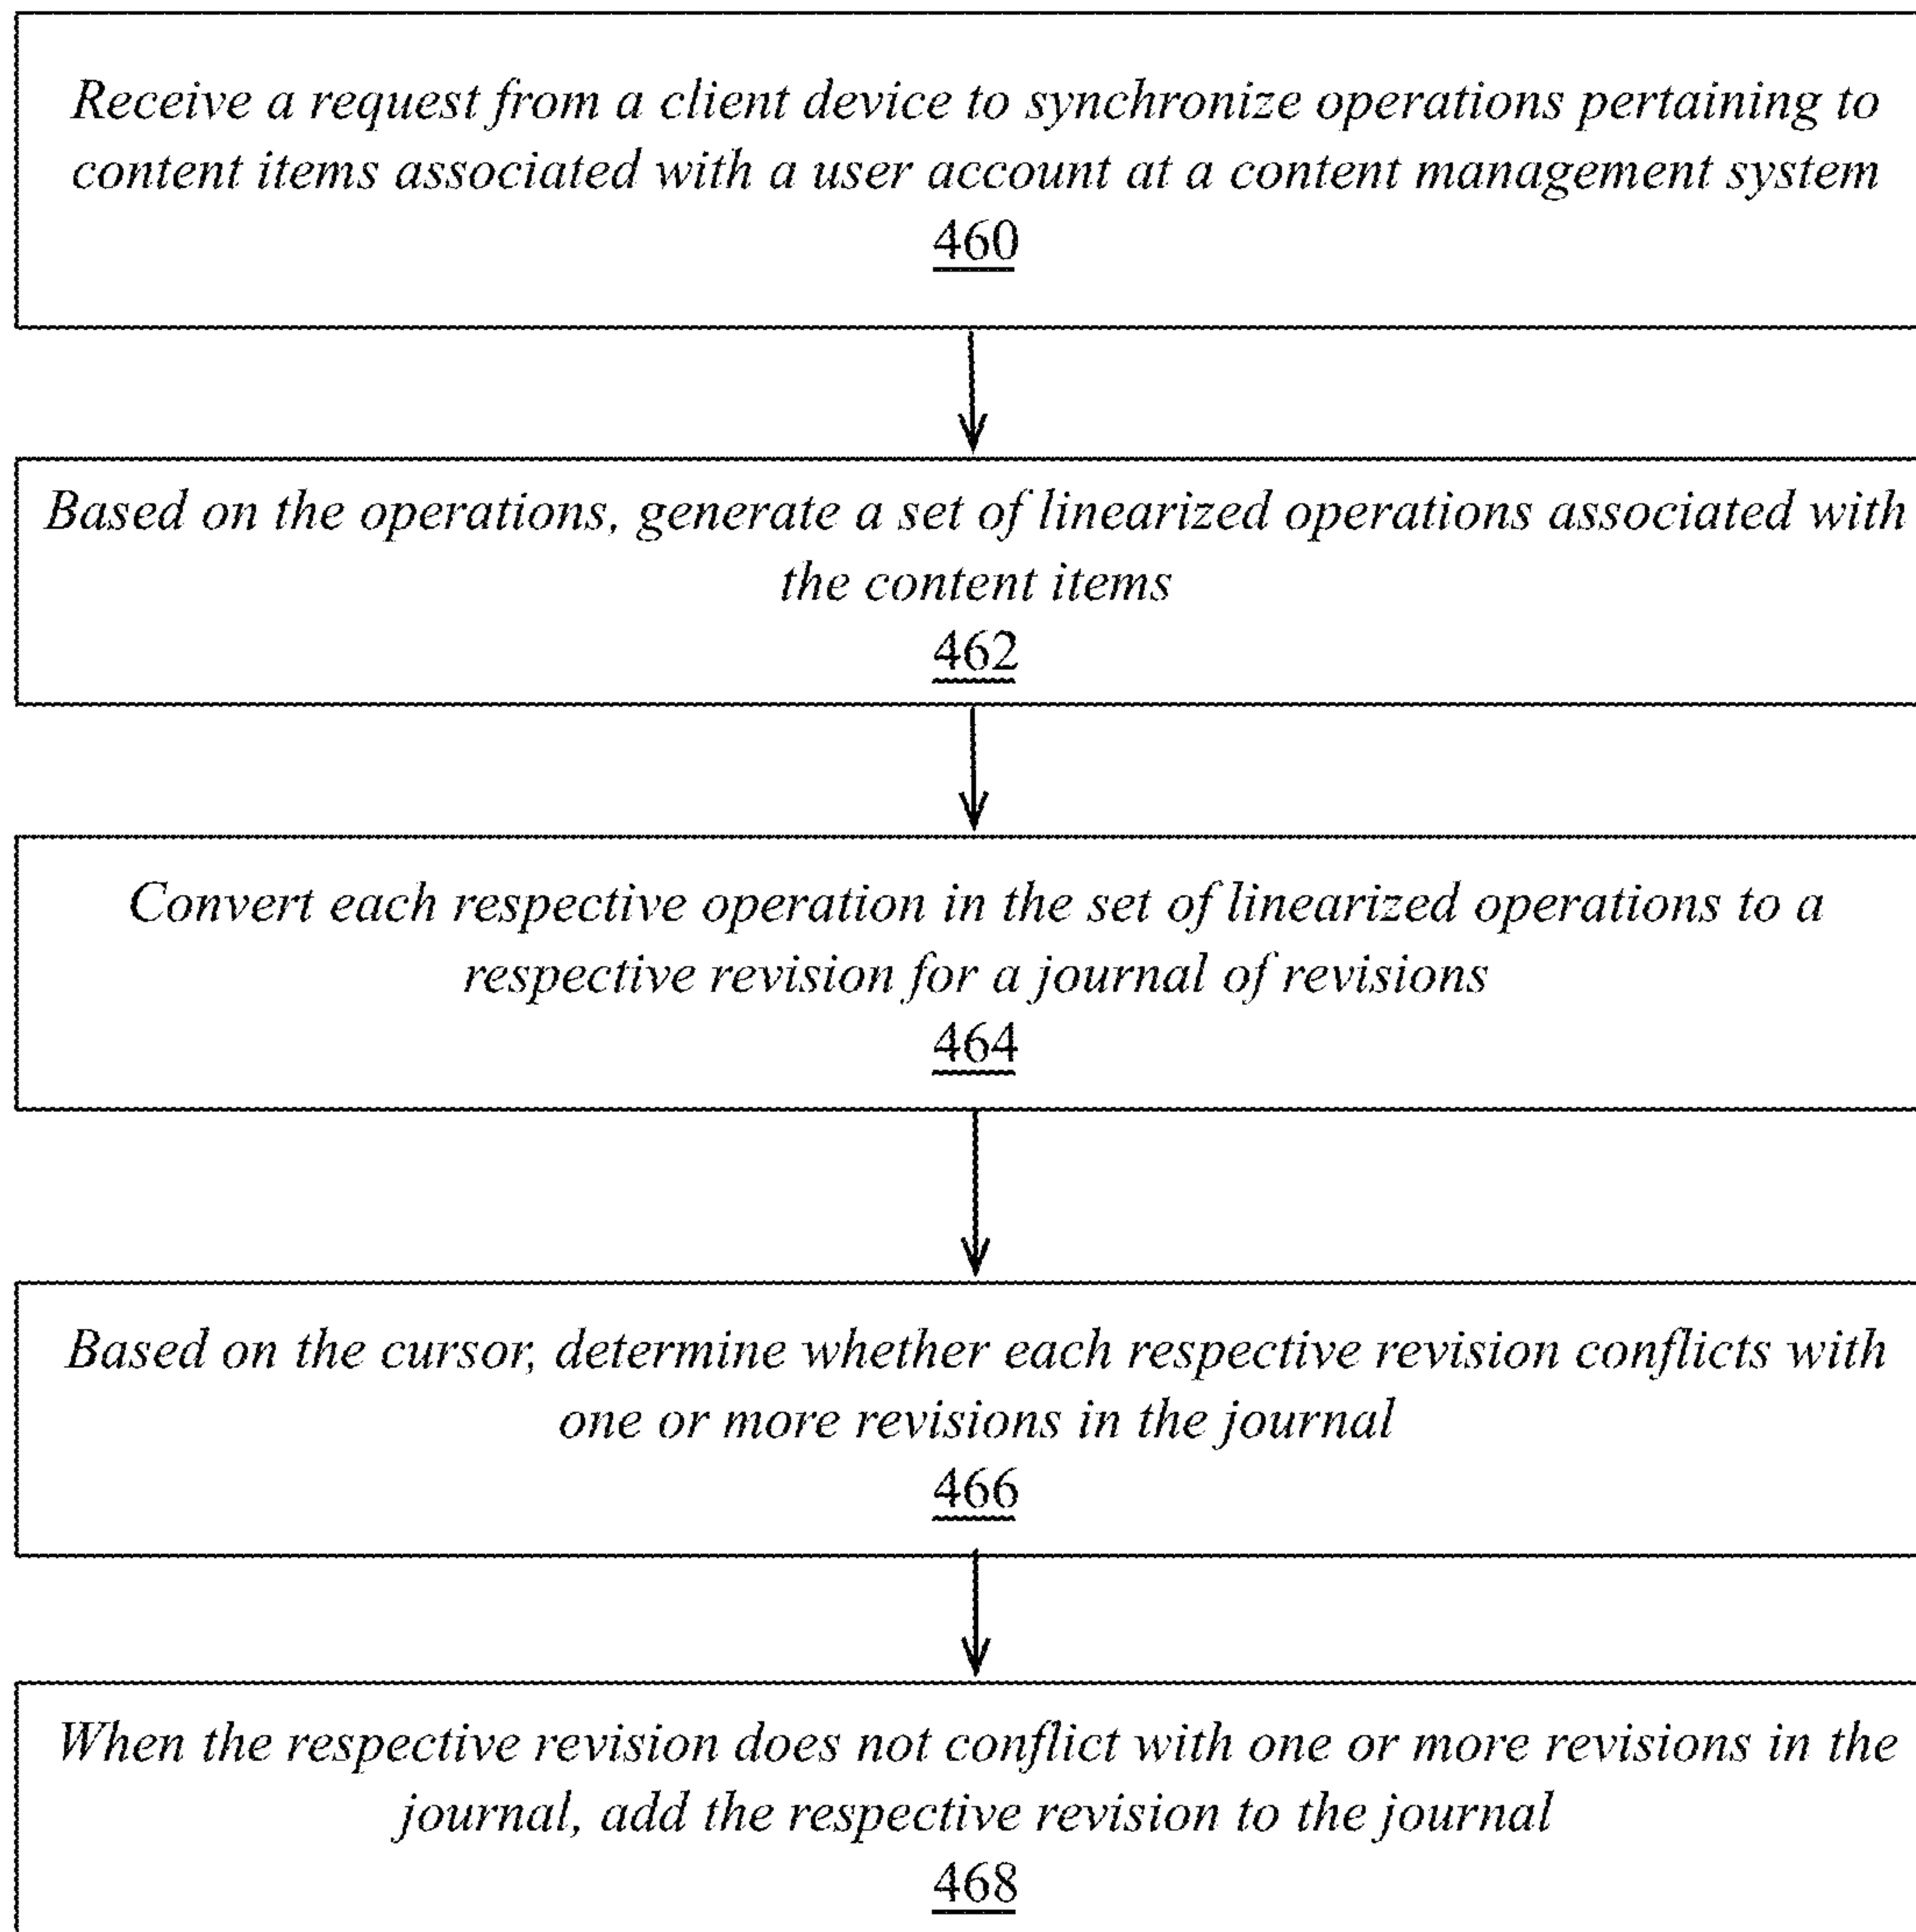 Receive a request from a client device to synchronize operations pertaining to
content items associated with a user account at a content management system
460
Based on the operations, generate a set of linearized operations associated with
the content items
462
Convert each respective operation in the set of linearized operations to a
respective revision for a journal of revisions
464
Based on the cursor, determine whether each respective revision conflicts with
one or more revisions in the journal
466
When the respective revision does not conflict with one or more revisions in the
journal, add the respective revision to the journal
468